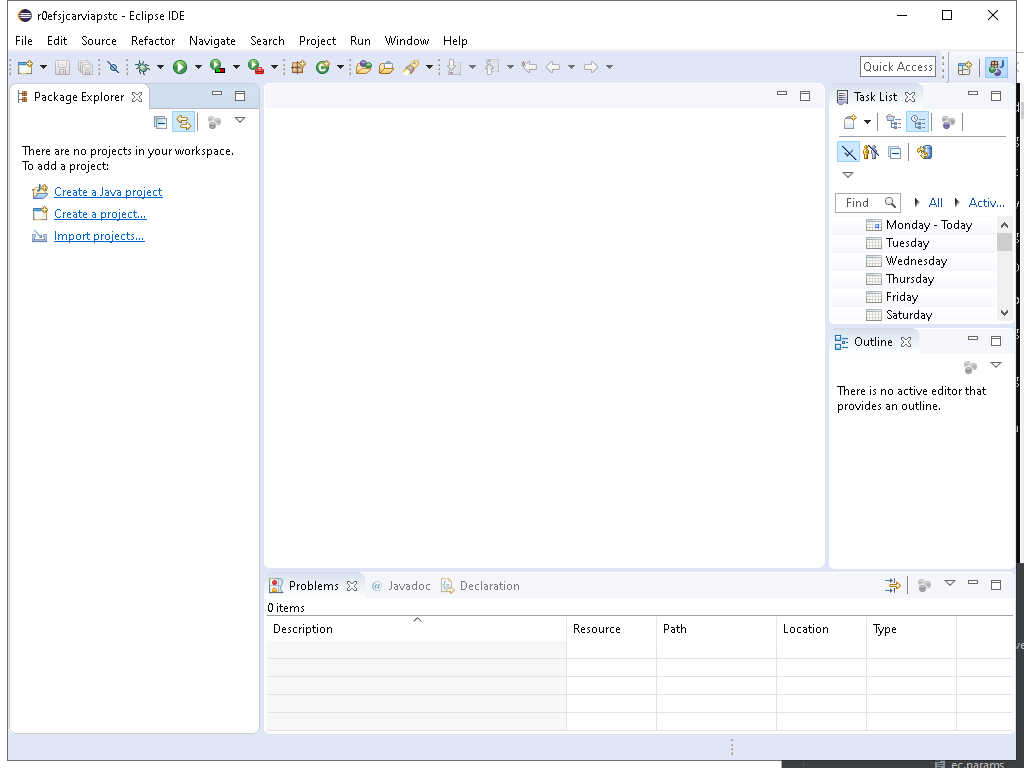 r0efsjcarviapstc - Eclipse IDE
File Edit Source Refactor Navigate Search Project Run Window Help
Quick Access
Package Explorer
There are no projects in your workspace.
To add a project:
Create a Java project
Create a project...
Import projects...
Task List
Find All Activ...
Monday - Today
Tuesday
Wednesday
Thursday
Friday
Saturday
Outline
There is no active editor that
provides an outline.
Problems @ Javadoc Declaration
0 items
Description Resource Path Location Type
ec.params